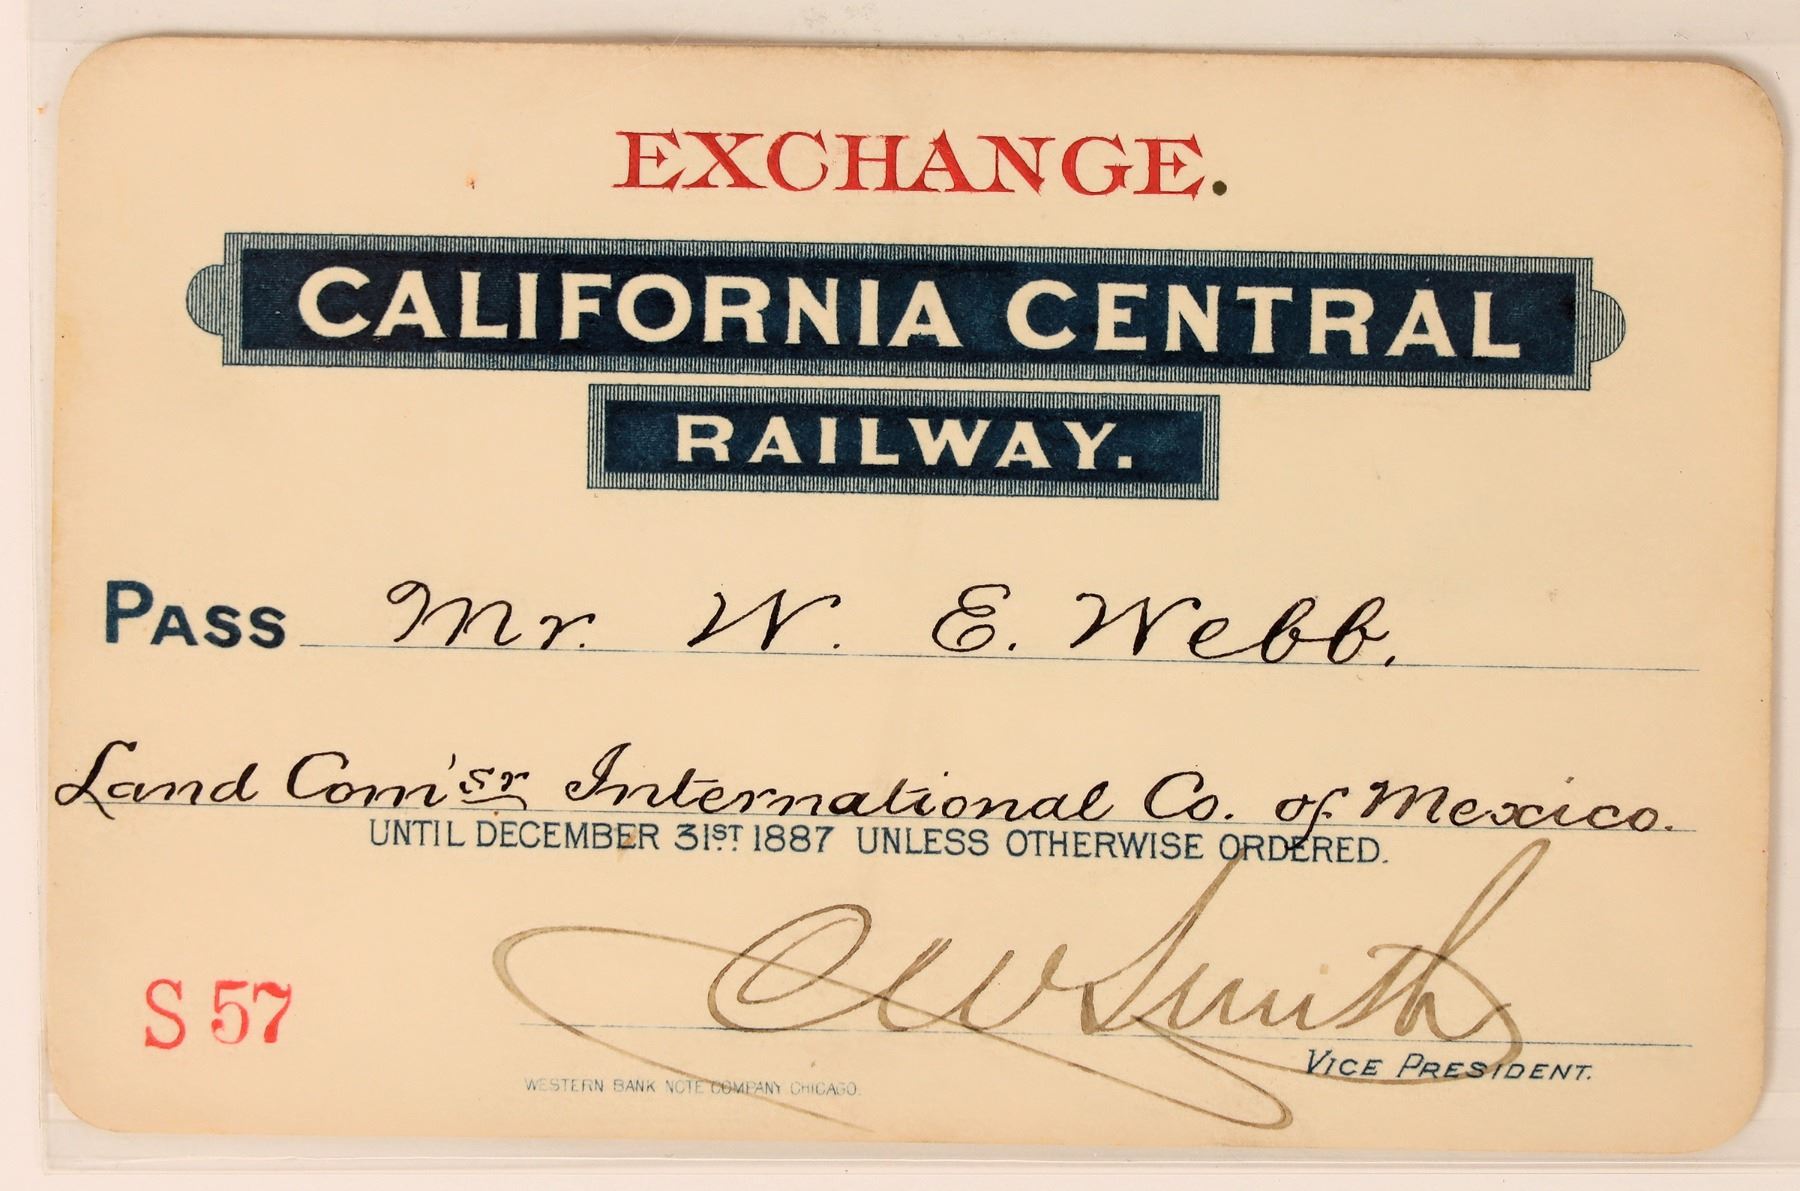 EXCHANGE.
CALIFORNIA CENTRAL
RAILWAY.
PASS Mr. W. E. Webb.
Land Com'sr International Co. of Mexico.
UNTIL DECEMBER 31ST 1887 UNLESS OTHERWISE ORDERED.
C W Smith
S 57
VICE PRESIDENT.
WESTERN BANK NOTE COMPANY CHICAGO.